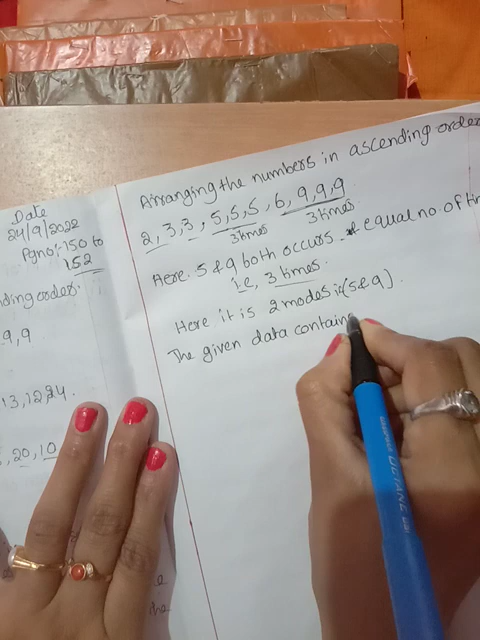 Date
24/9/2022
Pg no:-150 to
152
nding order.
9,9
13,12,24.
20,10
Arranging the numbers in ascending order
2,3,3,5,5,5,6,9,9,9
3 times 3 times
Here 5 & 9 both occurs equal no of
i.e, 3 times.
Here it is 2 modes is (5 & 9).
The given data contain
OCTANE